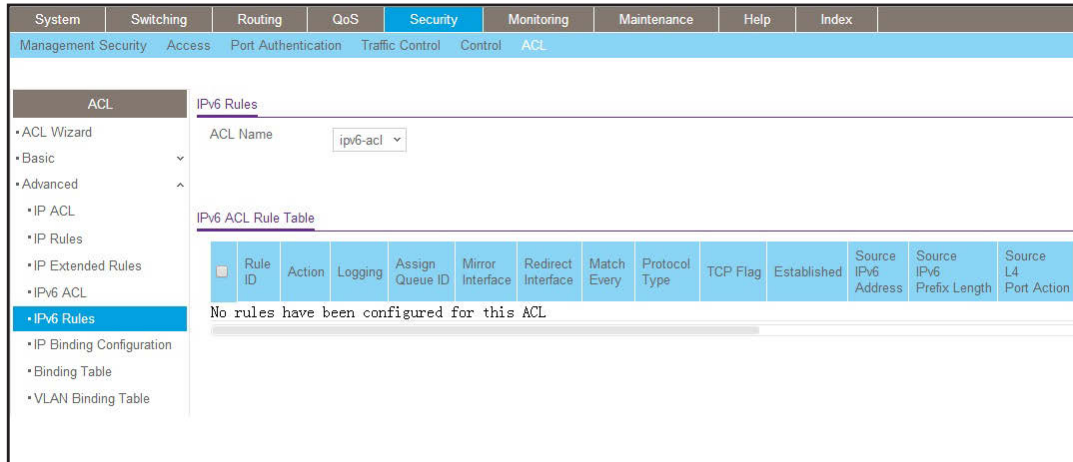 System Switching Routing QoS Security Monitoring Maintenance Help Index
Management Security Access Port Authentication Traffic Control Control ACL
ACL
ACL Wizard
Basic
Advanced
IP ACL
IP Rules
IP Extended Rules
IPv6 ACL
IPv6 Rules
IP Binding Configuration
Binding Table
VLAN Binding Table
IPv6 Rules
ACL Name ipv6-acl
IPv6 ACL Rule Table
Rule ID Action Logging Assign Queue ID Mirror Interface Redirect Interface Match Every Protocol Type TCP Flag Established Source IPv6 Address Source IPv6 Prefix Length Source L4 Port Action
No rules have been configured for this ACL